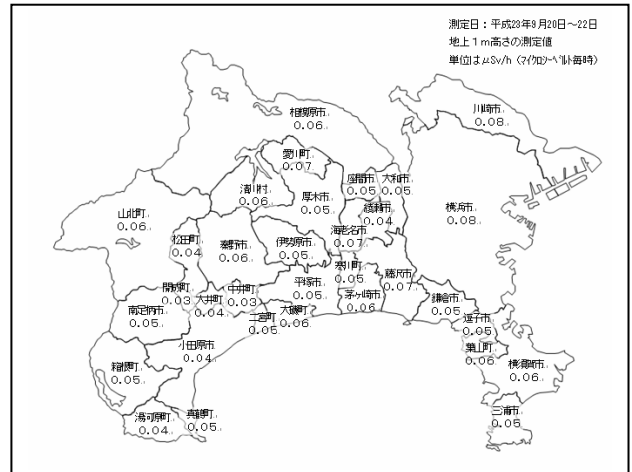 測定日：平成23年9月20日～22日
地上1m高さの測定値
単位はμSv/h（マイクロシーベルト毎時）
川崎市
0.08
相模原市
0.06
愛川町
0.07
座間市
0.05
大和市
0.05
清川村
0.06
厚木市
0.05
綾瀬市
0.04
横浜市
0.08
山北町
0.06
松田町
0.04
秦野市
0.06
伊勢原市
0.05
海老名市
0.07
寒川町
0.05
藤沢市
0.07
開成町
0.03
大井町
0.04
中井町
0.03
平塚市
0.05
茅ヶ崎市
0.06
鎌倉市
0.05
南足柄市
0.05
二宮町
0.05
大磯町
0.06
逗子市
0.05
葉山町
0.06
小田原市
0.04
箱根町
0.05
横須賀市
0.06
湯河原町
0.04
真鶴町
0.05
三浦市
0.05